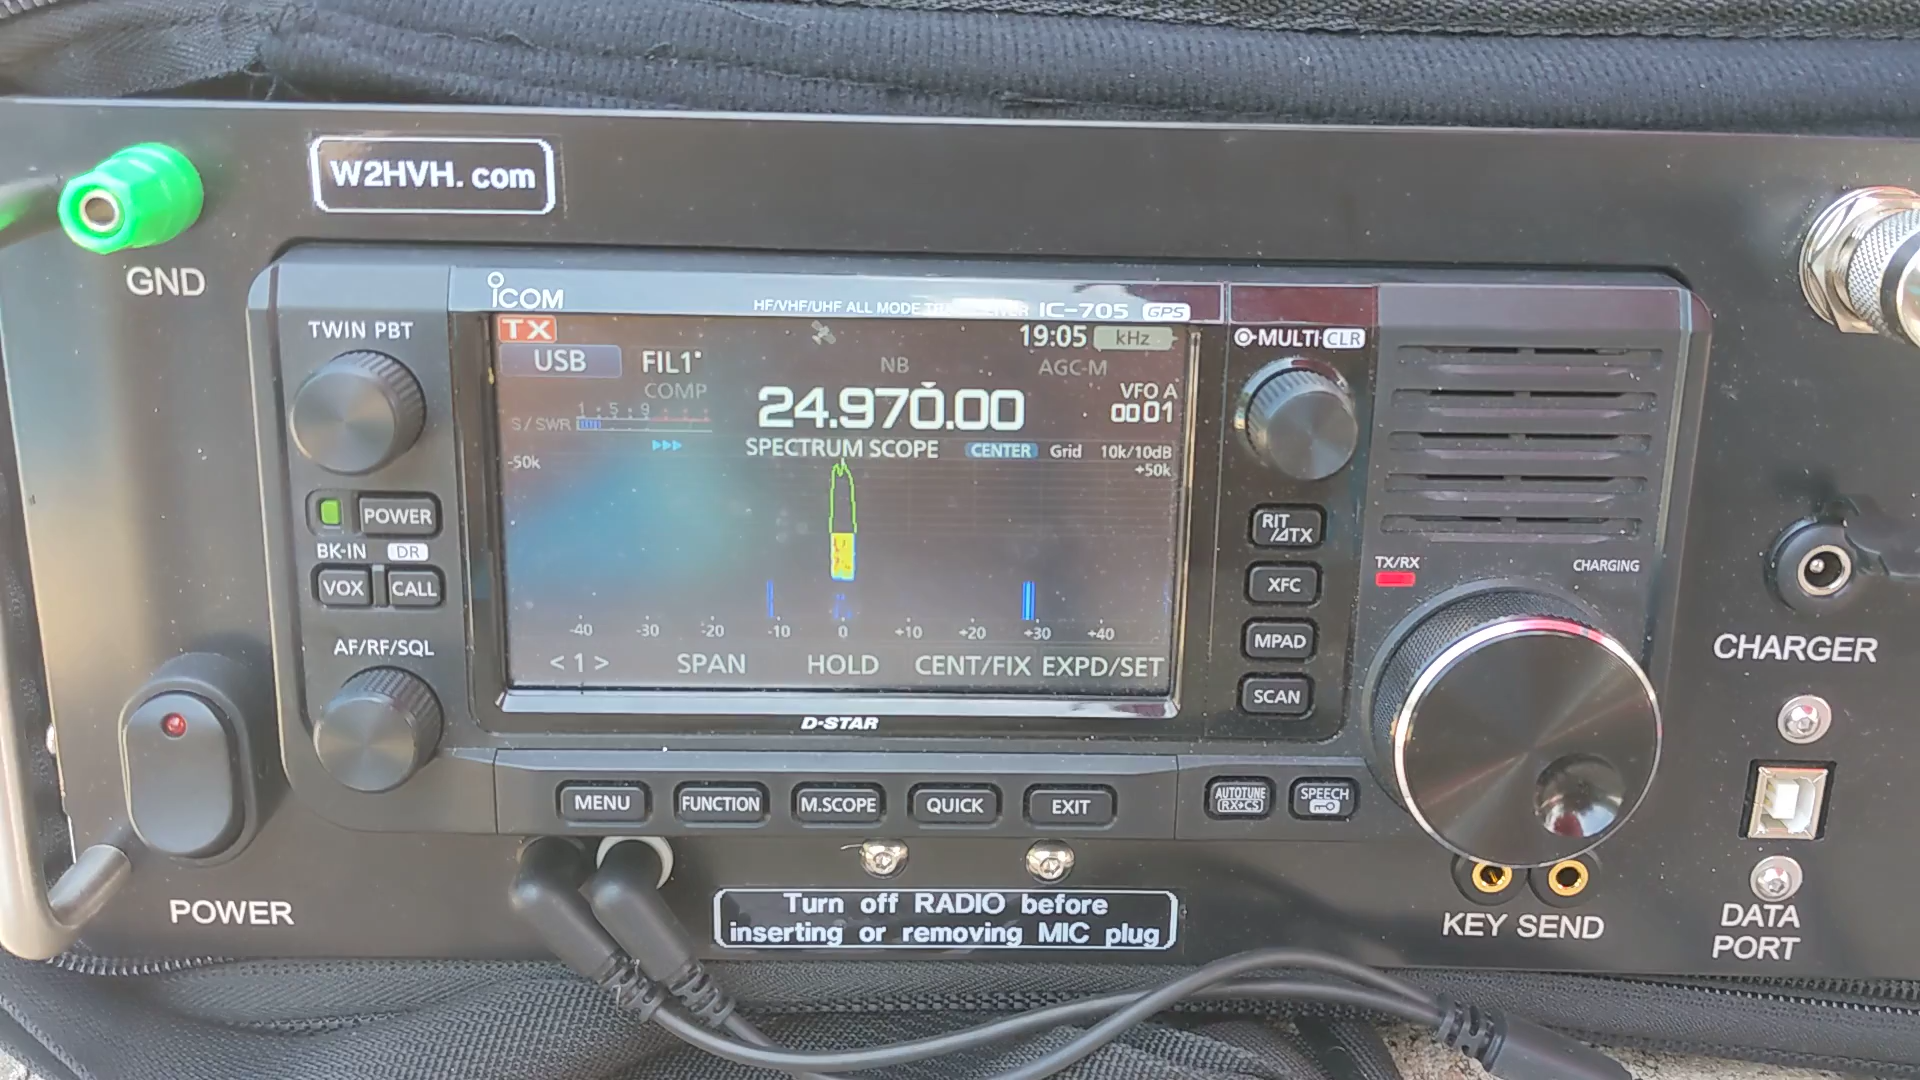 W2HVH. com
GND
ICOM
HF/VHF/UHF ALL MODE IC-705 GPS
TWIN PBT
TX
19:05 kHz
MULTI CLR
USB FIL1 NB AGC-M
COMP
24.970.00
VFO A
0001
1 5 9
S/SWR
SPECTRUM SCOPE CENTER Grid 10k/10dB
-50k +50k
POWER
BK-IN DR
VOX CALL
AF/RF/SQL
RIT
/ΔTX
XFC
MPAD
SCAN
TX/RX CHARGING
-40 -30 -20 -10 0 +10 +20 +30 +40
<1> SPAN HOLD CENT/FIX EXPD/SET
D-STAR
CHARGER
MENU FUNCTION M.SCOPE QUICK EXIT
AUTOTUNE
RX→CS
SPEECH
POWER
Turn off RADIO before
inserting or removing MIC plug
KEY SEND
DATA
PORT